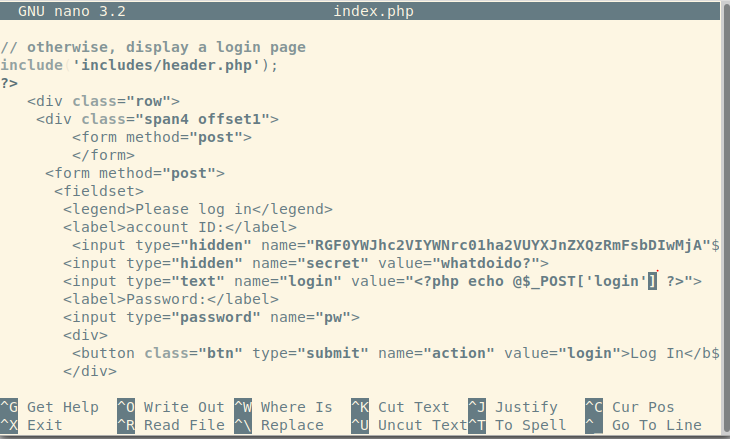 GNU nano 3.2 index.php
// otherwise, display a login page
include('includes/header.php');
?>
<div class="row">
<div class="span4 offset1">
<form method="post">
</form>
<form method="post">
<fieldset>
<legend>Please log in</legend>
<label>account ID:</label>
<input type="hidden" name="RGF0YWJhc2VIYWNrc01ha2VUYXJnZXQzRmFsbDIwMjA"$
<input type="hidden" name="secret" value="whatdoido?">
<input type="text" name="login" value="<?php echo @$_POST['login'] ?>">
<label>Password:</label>
<input type="password" name="pw">
<div>
<button class="btn" type="submit" name="action" value="login">Log In</b$
</div>
^G Get Help ^O Write Out ^W Where Is ^K Cut Text ^J Justify ^C Cur Pos
^X Exit ^R Read File ^\ Replace ^U Uncut Text ^T To Spell ^_ Go To Line